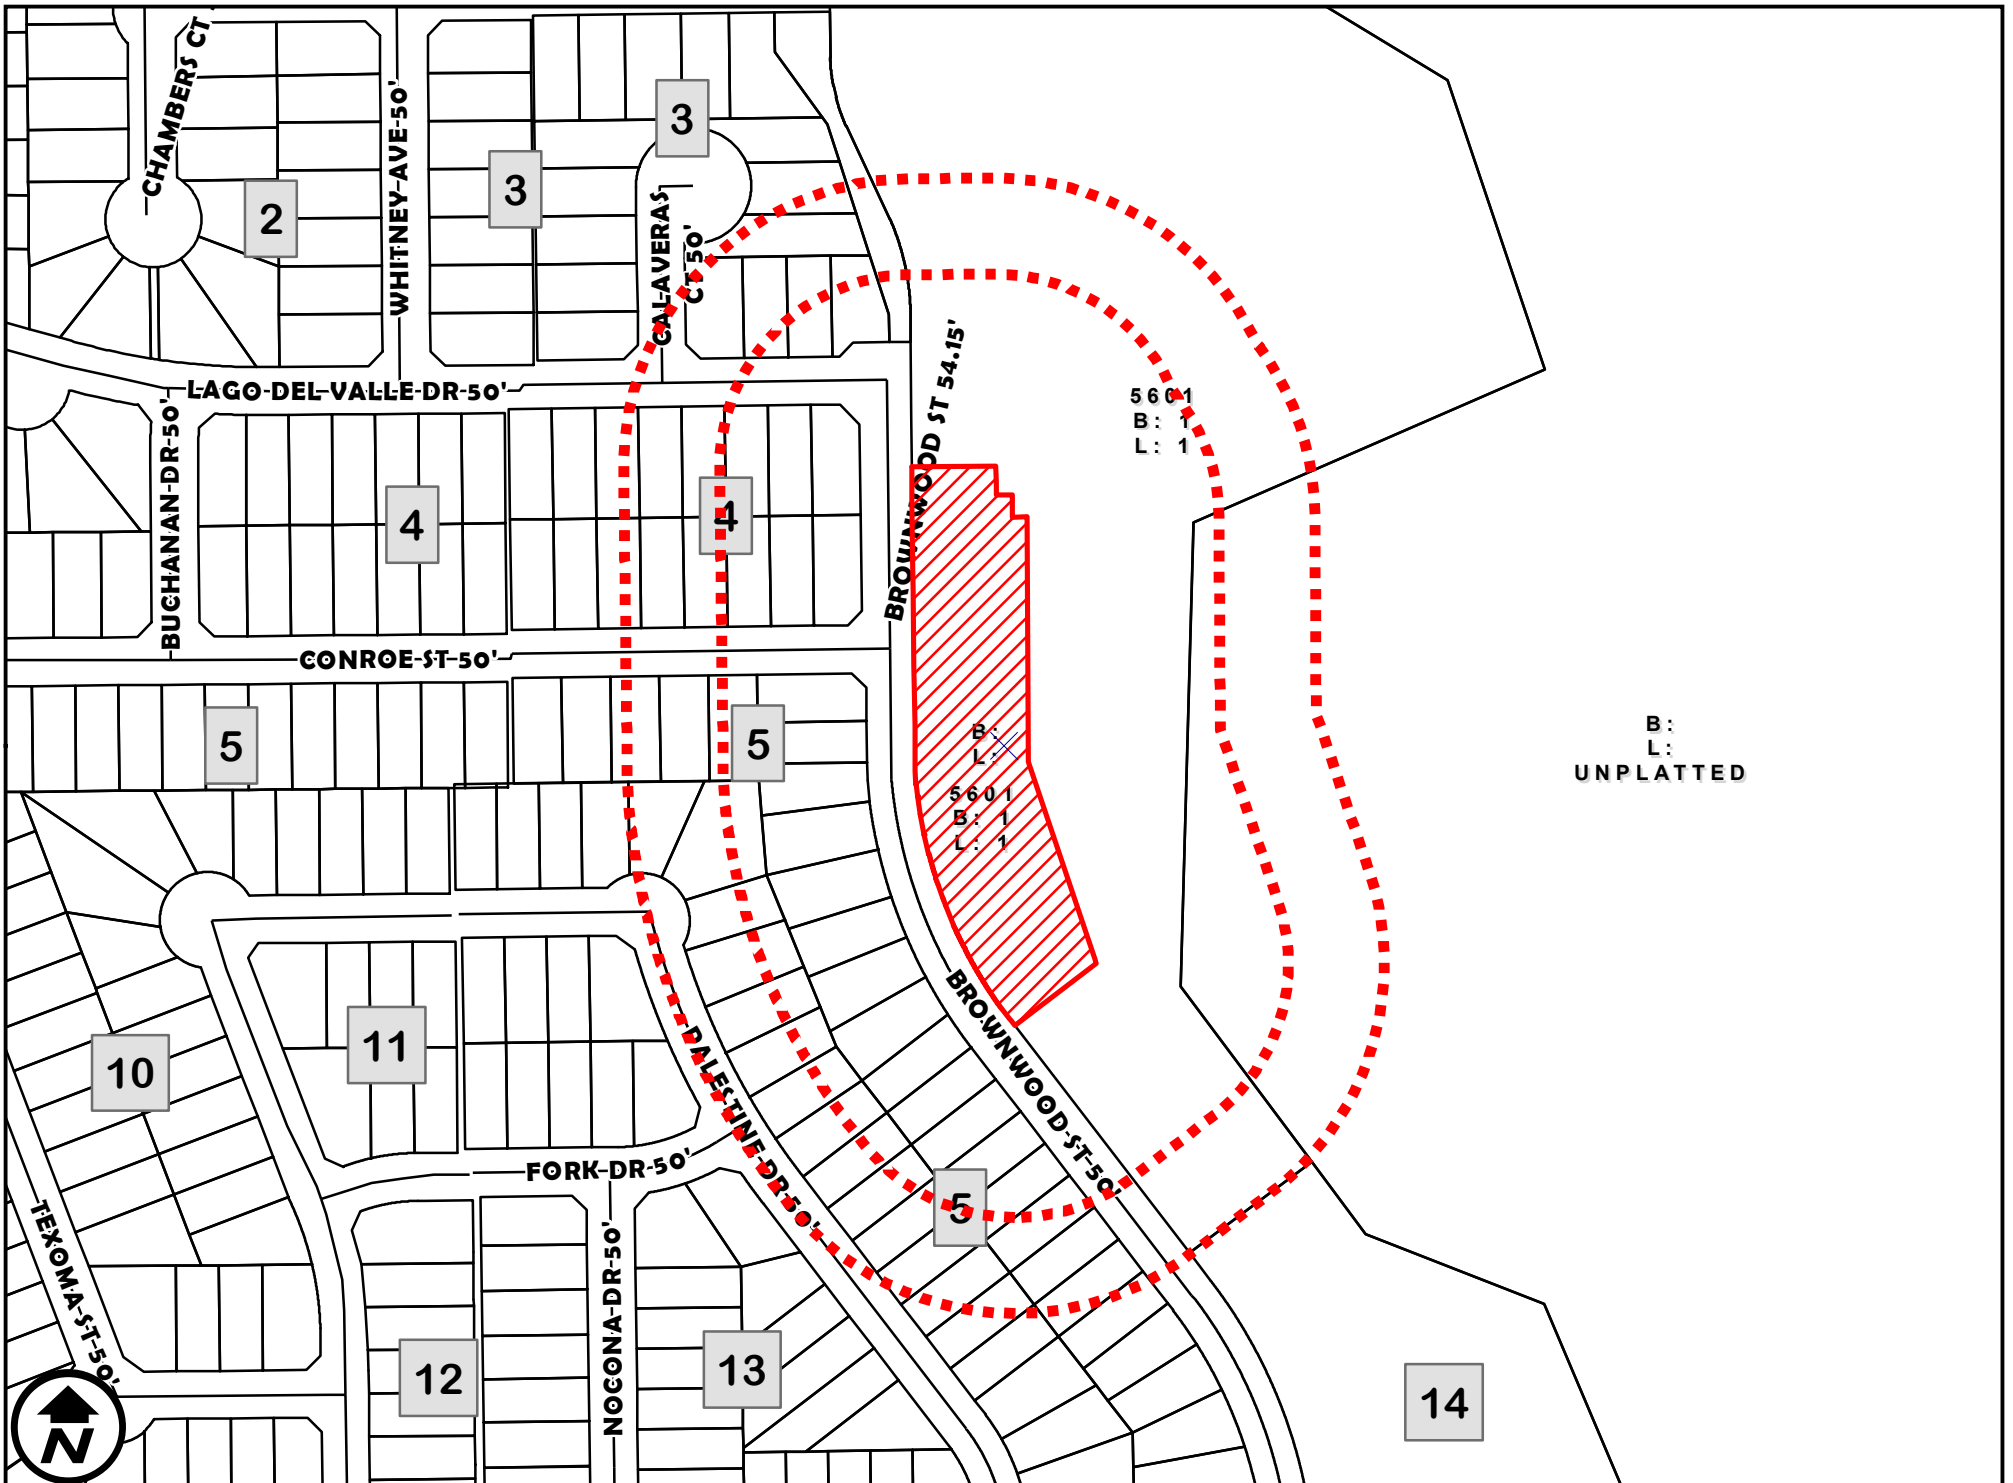 CHAMBERS CT
WHITNEY-AVE-50'
3
3
2
CALAVERAS
CT 50'
LAGO-DEL-VALLE-DR-50'
BROWNWOOD ST 54.15'
5601
B: 1
L: 1
BUCHANAN-DR-50'
4
4
CONROE-ST-50'
5
5
B:
L:
5601
B: 1
L: 1
B:
L:
UNPLATTED
BROWNWOOD-ST-50'
11
10
PALESTINE-DR-50'
FORK-DR-50'
5
TEXOMA-ST-50'
NOCONA-DR-50'
12
13
14
N